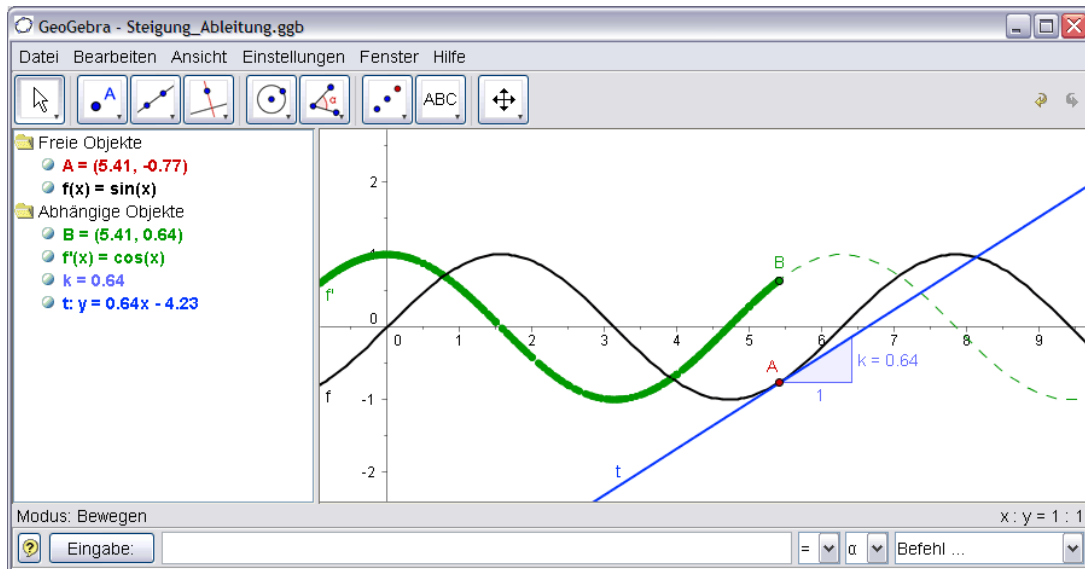 GeoGebra - Steigung_Ableitung.ggb
Datei Bearbeiten Ansicht Einstellungen Fenster Hilfe
A α ABC
Freie Objekte
A = (5.41, -0.77)
f(x) = sin(x)
Abhängige Objekte
B = (5.41, 0.64)
f'(x) = cos(x)
k = 0.64
t: y = 0.64x - 4.23
2
1
B
f'
0
0 1 2 3 4 5 6 7 8 9
A
k = 0.64
f
1
-1
t
-2
Modus: Bewegen x : y = 1 : 1
? Eingabe: = α Befehl ...